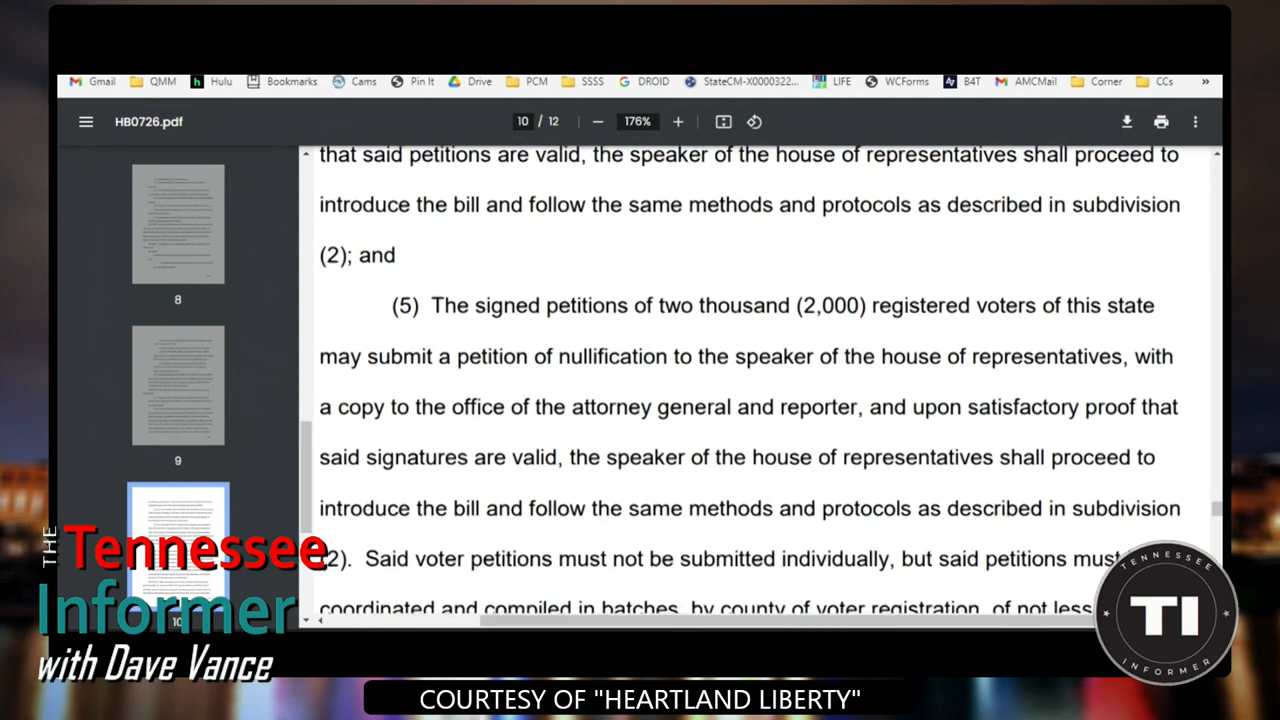 Gmail QMM Hulu Bookmarks Cams Pin It Drive PCM SSSS DROID StateCM-X0000322... LIFE WCForms B4T AMCMail Corner CCs »
HB0726.pdf 10 / 12 176%
that said petitions are valid, the speaker of the house of representatives shall proceed to
introduce the bill and follow the same methods and protocols as described in subdivision
(2); and
(5) The signed petitions of two thousand (2,000) registered voters of this state
may submit a petition of nullification to the speaker of the house of representatives, with
a copy to the office of the attorney general and reporter, and upon satisfactory proof that
said signatures are valid, the speaker of the house of representatives shall proceed to
introduce the bill and follow the same methods and protocols as described in subdivision
2). Said voter petitions must not be submitted individually, but said petitions must
coordinated and compiled in batches, by county of voter registration, of not less
8
9
10
THE Tennessee
Informer
with Dave Vance
TENNESSEE
TI
INFORMER
COURTESY OF "HEARTLAND LIBERTY"